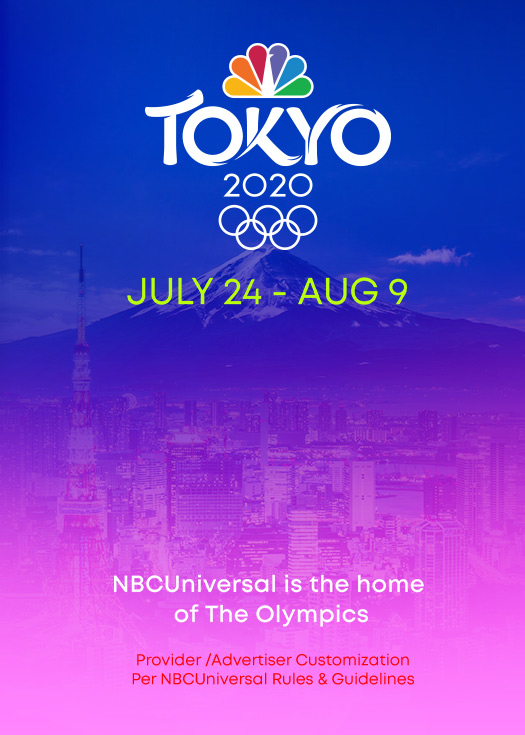 TOKYO
2020
JULY 24 - AUG 9
NBCUniversal is the home
of The Olympics
Provider /Advertiser Customization
Per NBCUniversal Rules & Guidelines